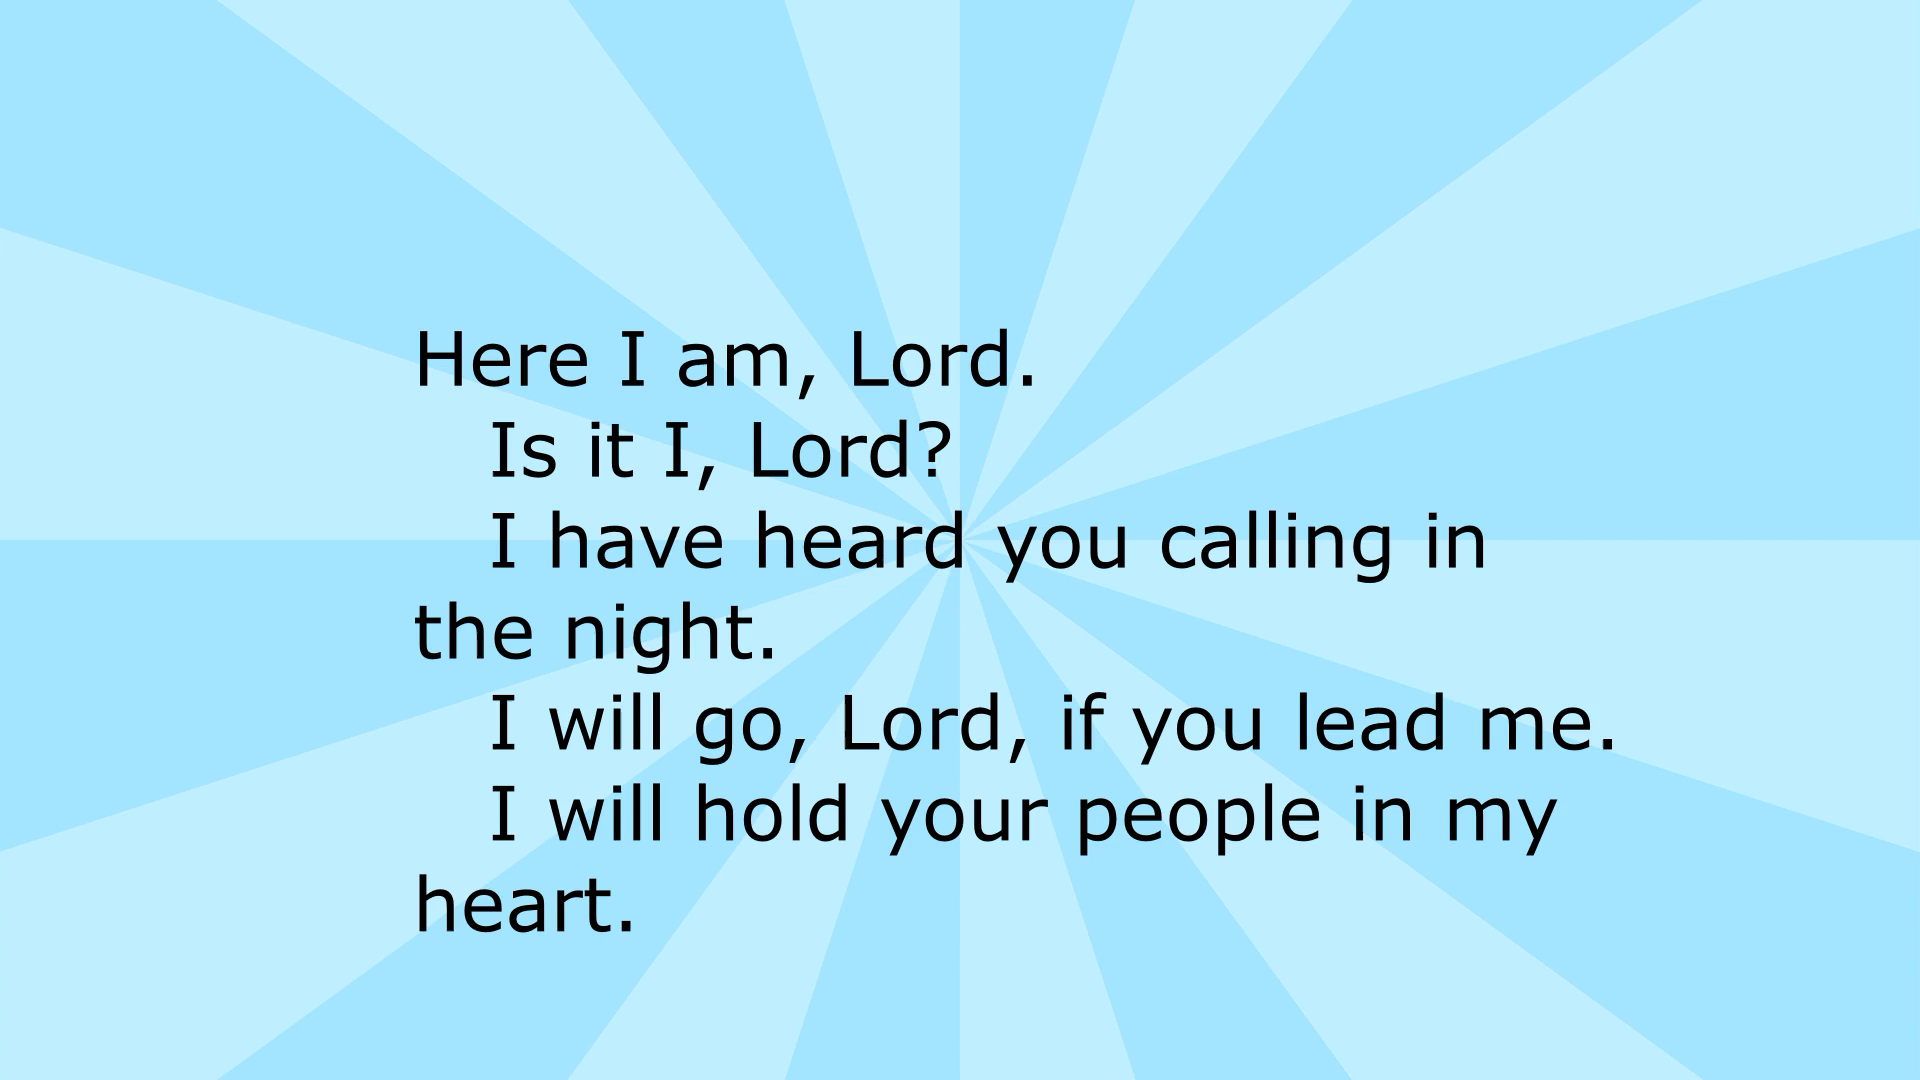 Here I am, Lord.
Is it I, Lord?
I have heard you calling in
the night.
I will go, Lord, if you lead me.
I will hold your people in my
heart.